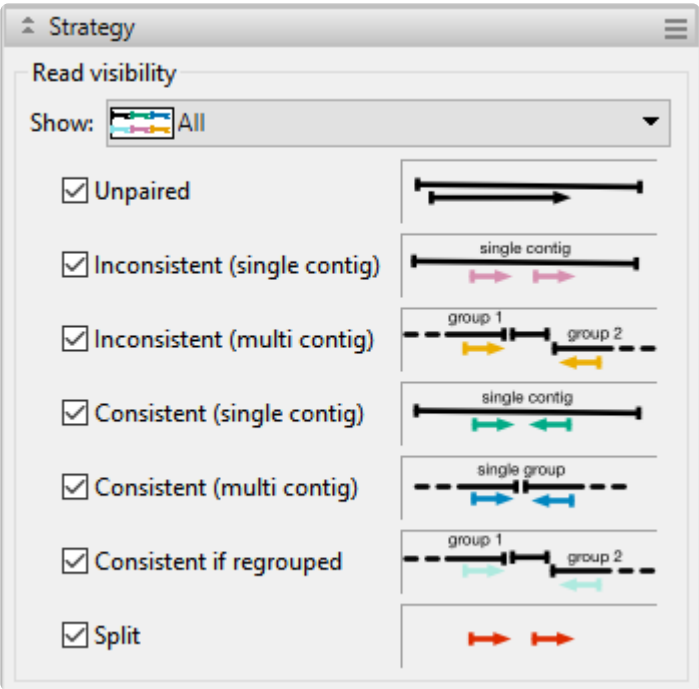 Strategy
Read visibility
Show: All
Unpaired
Inconsistent (single contig)
single contig
Inconsistent (multi contig)
group 1
group 2
Consistent (single contig)
single contig
Consistent (multi contig)
single group
Consistent if regrouped
group 1
group 2
Split